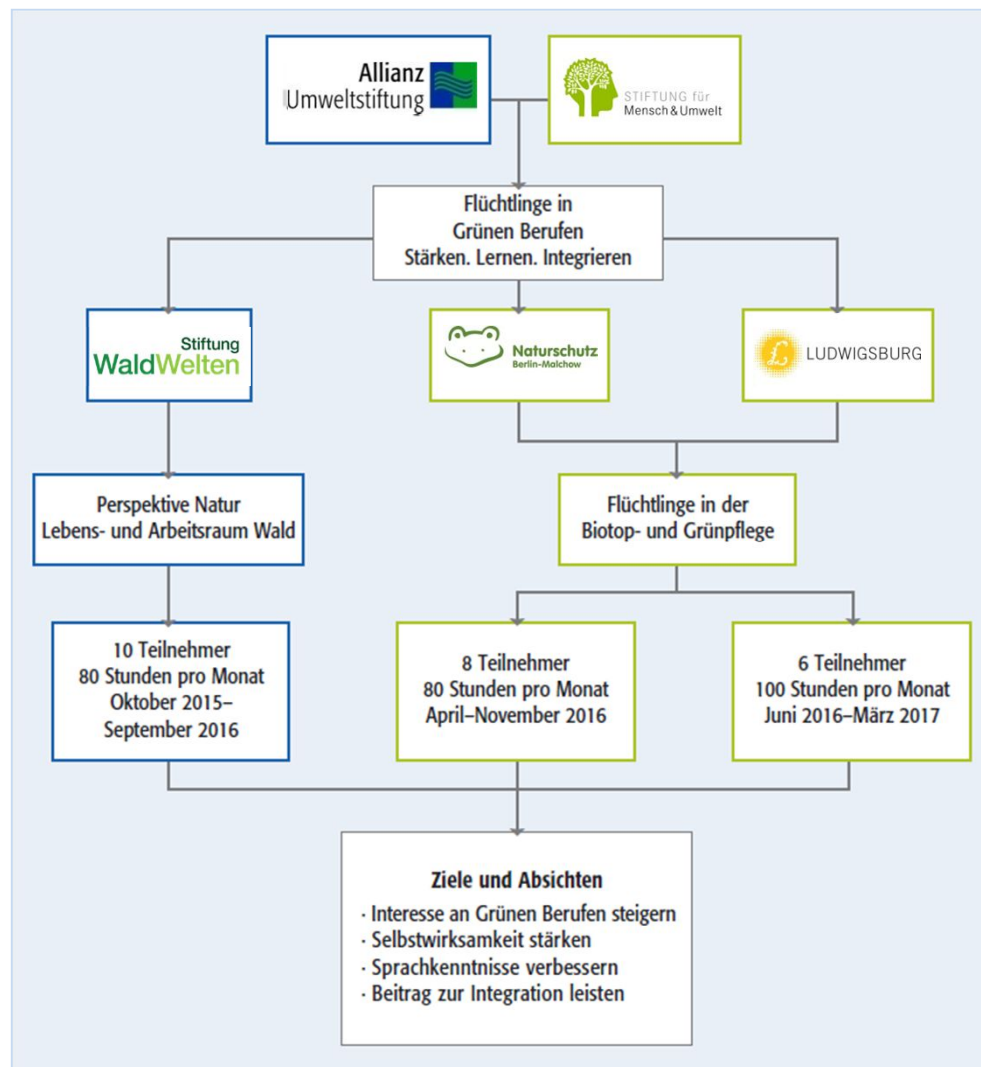 Allianz
Umweltstiftung
STIFTUNG für
Mensch & Umwelt
Flüchtlinge in
Grünen Berufen
Stärken. Lernen. Integrieren
Stiftung
WaldWelten
Naturschutz
Berlin-Malchow
£ LUDWIGSBURG
Perspektive Natur
Lebens- und Arbeitsraum Wald
Flüchtlinge in der
Biotop- und Grünpflege
10 Teilnehmer
80 Stunden pro Monat
Oktober 2015–
September 2016
8 Teilnehmer
80 Stunden pro Monat
April–November 2016
6 Teilnehmer
100 Stunden pro Monat
Juni 2016–März 2017
Ziele und Absichten
· Interesse an Grünen Berufen steigern
· Selbstwirksamkeit stärken
· Sprachkenntnisse verbessern
· Beitrag zur Integration leisten